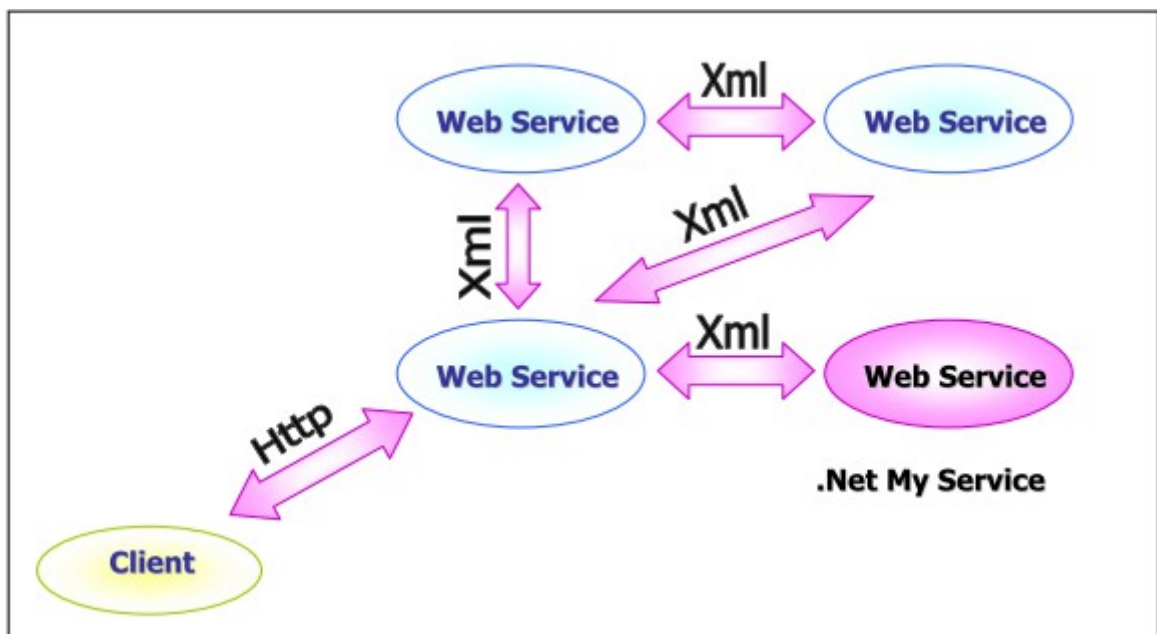 Xml
Web Service
Web Service
Xml
Xml
Xml
Web Service
Web Service
Http
.Net My Service
Client